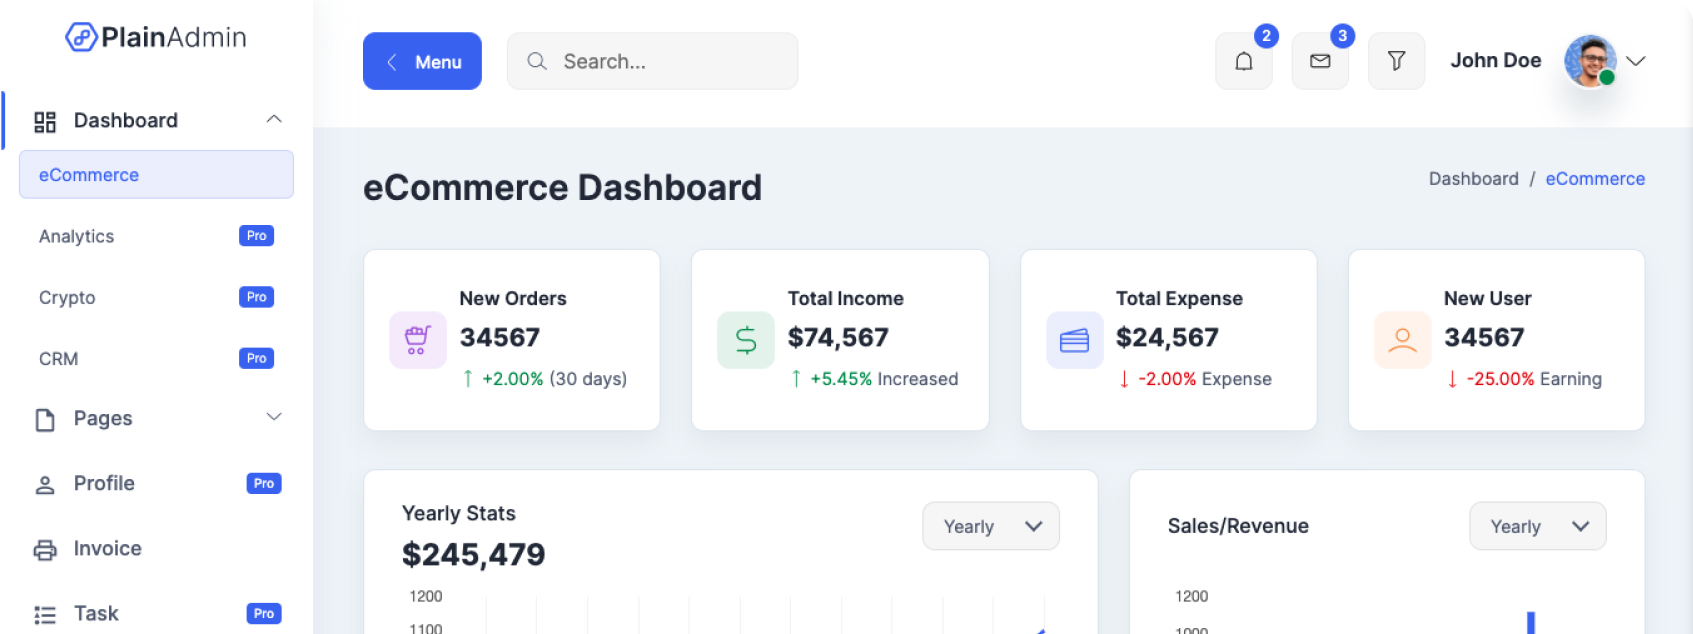 PlainAdmin
Dashboard
eCommerce
Analytics Pro
Crypto Pro
CRM Pro
Pages
Profile Pro
Invoice
Task Pro
Menu
Search...
2
3
John Doe
eCommerce Dashboard
Dashboard / eCommerce
New Orders
34567
↑ +2.00% (30 days)
Total Income
$74,567
↑ +5.45% Increased
Total Expense
$24,567
↓ -2.00% Expense
New User
34567
↓ -25.00% Earning
Yearly Stats
$245,479
Yearly
1200
1100
Sales/Revenue
Yearly
1200
1000